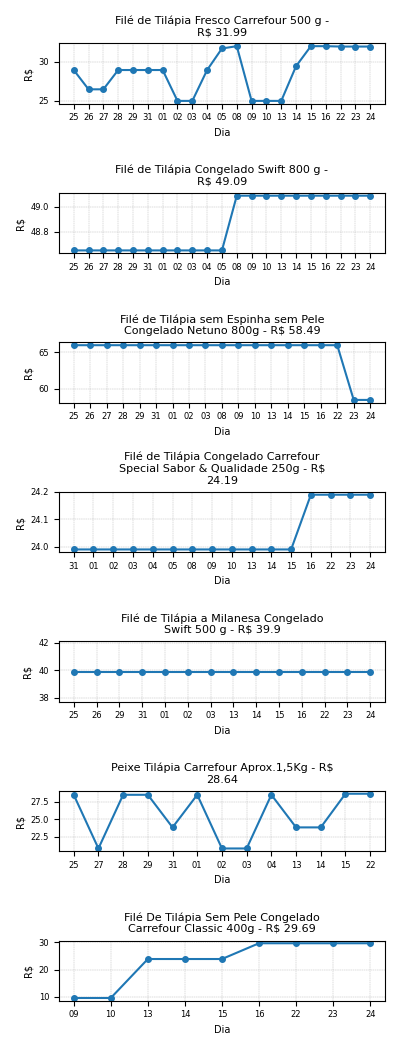 Filé de Tilápia Fresco Carrefour 500 g -
R$ 31.99
30
25
R$
25 26 27 28 29 31 01 02 03 04 05 08 09 10 13 14 15 16 22 23 24
Dia
Filé de Tilápia Congelado Swift 800 g -
R$ 49.09
49.0
48.8
R$
25 26 27 28 29 31 01 02 03 04 05 08 09 10 13 14 15 16 22 23 24
Dia
Filé de Tilápia sem Espinha sem Pele
Congelado Netuno 800g - R$ 58.49
65
60
R$
25 26 27 28 29 31 01 02 03 08 09 10 13 14 15 16 22 23 24
Dia
Filé de Tilápia Congelado Carrefour
Special Sabor & Qualidade 250g - R$
24.19
24.2
24.1
24.0
R$
31 01 02 03 04 05 08 09 10 13 14 15 16 22 23 24
Dia
Filé de Tilápia a Milanesa Congelado
Swift 500 g - R$ 39.9
42
40
38
R$
25 26 29 31 01 02 03 13 14 15 16 22 23 24
Dia
Peixe Tilápia Carrefour Aprox.1,5Kg - R$
28.64
27.5
25.0
22.5
R$
25 27 28 29 31 01 02 03 04 13 14 15 22
Dia
Filé De Tilápia Sem Pele Congelado
Carrefour Classic 400g - R$ 29.69
30
20
10
R$
09 10 13 14 15 16 22 23 24
Dia